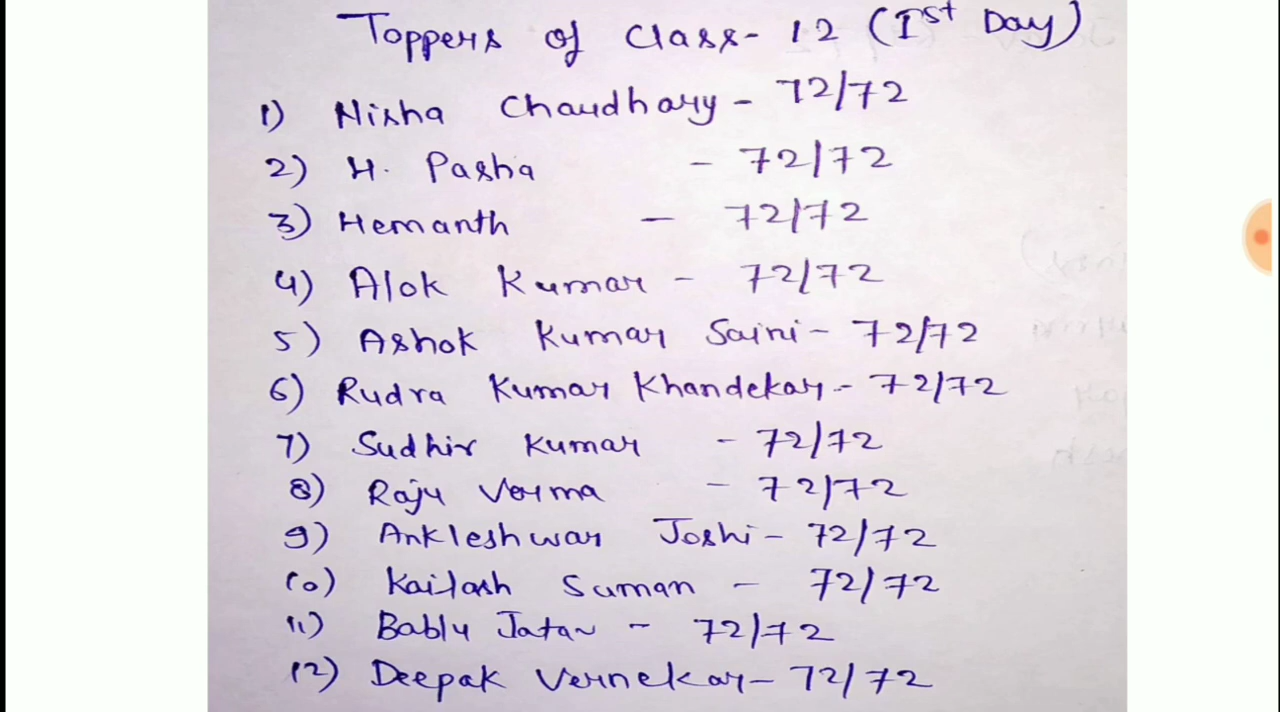 Toppers of Class- 12 (Ist Day)
1) Nisha Chaudhary - 72/72
2) H. Pasha - 72/72
3) Hemanth - 72/72
4) Alok Kumar - 72/72
5) Ashok Kumar Saini - 72/72
6) Rudra Kumar Khandekar - 72/72
7) Sudhir Kumar - 72/72
8) Raju Verma - 72/72
9) Ankleshwar Joshi - 72/72
10) Kailash Suman - 72/72
11) Bablu Jatav - 72/72
12) Deepak Vernekar - 72/72